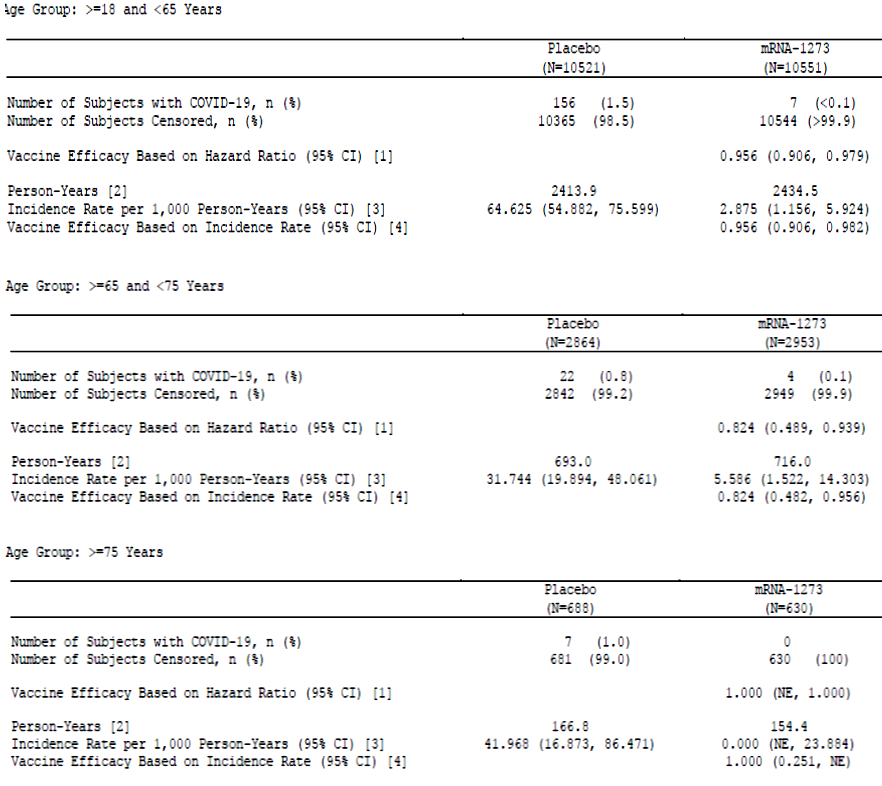 Age Group: >=18 and <65 Years
Placebo mRNA-1273
(N=10521) (N=10551)
Number of Subjects with COVID-19, n (%) 156 (1.5) 7 (<0.1)
Number of Subjects Censored, n (%) 10365 (98.5) 10544 (>99.9)
Vaccine Efficacy Based on Hazard Ratio (95% CI) [1] 0.956 (0.906, 0.979)
Person-Years [2] 2413.9 2434.5
Incidence Rate per 1,000 Person-Years (95% CI) [3] 64.625 (54.882, 75.599) 2.875 (1.156, 5.924)
Vaccine Efficacy Based on Incidence Rate (95% CI) [4] 0.956 (0.906, 0.982)
Age Group: >=65 and <75 Years
Placebo mRNA-1273
(N=2864) (N=2953)
Number of Subjects with COVID-19, n (%) 22 (0.8) 4 (0.1)
Number of Subjects Censored, n (%) 2842 (99.2) 2949 (99.9)
Vaccine Efficacy Based on Hazard Ratio (95% CI) [1] 0.824 (0.489, 0.939)
Person-Years [2] 693.0 716.0
Incidence Rate per 1,000 Person-Years (95% CI) [3] 31.744 (19.894, 48.061) 5.586 (1.522, 14.303)
Vaccine Efficacy Based on Incidence Rate (95% CI) [4] 0.824 (0.482, 0.956)
Age Group: >=75 Years
Placebo mRNA-1273
(N=688) (N=630)
Number of Subjects with COVID-19, n (%) 7 (1.0) 0
Number of Subjects Censored, n (%) 681 (99.0) 630 (100)
Vaccine Efficacy Based on Hazard Ratio (95% CI) [1] 1.000 (NE, 1.000)
Person-Years [2] 166.8 154.4
Incidence Rate per 1,000 Person-Years (95% CI) [3] 41.968 (16.873, 86.471) 0.000 (NE, 23.884)
Vaccine Efficacy Based on Incidence Rate (95% CI) [4] 1.000 (0.251, NE)